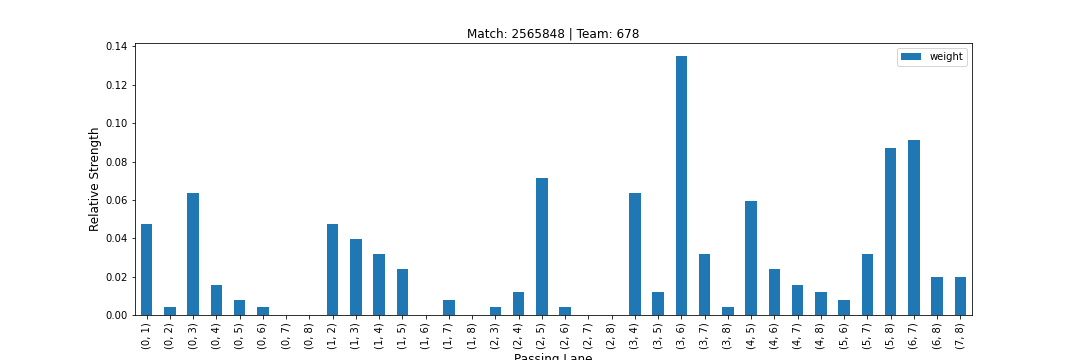 Match: 2565848 | Team: 678
weight
Relative Strength
0.14
0.12
0.10
0.08
0.06
0.04
0.02
0.00
(0, 1) (0, 2) (0, 3) (0, 4) (0, 5) (0, 6) (0, 7) (0, 8) (1, 2) (1, 3) (1, 4) (1, 5) (1, 6) (1, 7) (1, 8) (2, 3) (2, 4) (2, 5) (2, 6) (2, 7) (2, 8) (3, 4) (3, 5) (3, 6) (3, 7) (3, 8) (4, 5) (4, 6) (4, 7) (4, 8) (5, 6) (5, 7) (5, 8) (6, 7) (6, 8) (7, 8)
Passing Lane